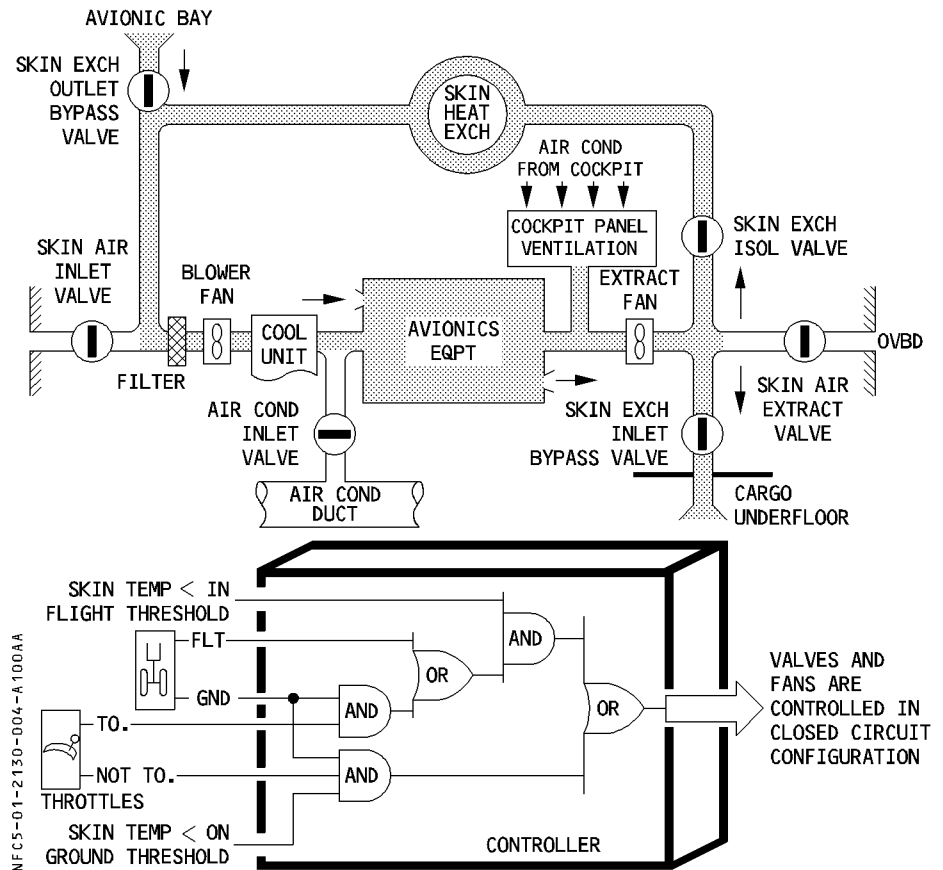 AVIONIC BAY
SKIN EXCH
OUTLET
BYPASS
VALVE
SKIN
HEAT
EXCH
AIR COND
FROM COCKPIT
COCKPIT PANEL
VENTILATION
SKIN EXCH
ISOL VALVE
SKIN AIR
INLET
VALVE
BLOWER
FAN
EXTRACT
FAN
COOL
UNIT
AVIONICS
EQPT
OVBD
FILTER
AIR COND
INLET
VALVE
SKIN EXCH
INLET
BYPASS VALVE
SKIN AIR
EXTRACT
VALVE
AIR COND
DUCT
CARGO
UNDERFLOOR
SKIN TEMP < IN
FLIGHT THRESHOLD
FLT
GND
TO.
NOT TO.
THROTTLES
SKIN TEMP < ON
GROUND THRESHOLD
AND
OR
AND
AND
OR
CONTROLLER
VALVES AND
FANS ARE
CONTROLLED IN
CLOSED CIRCUIT
CONFIGURATION
NFC5-01-2130-004-A100AA